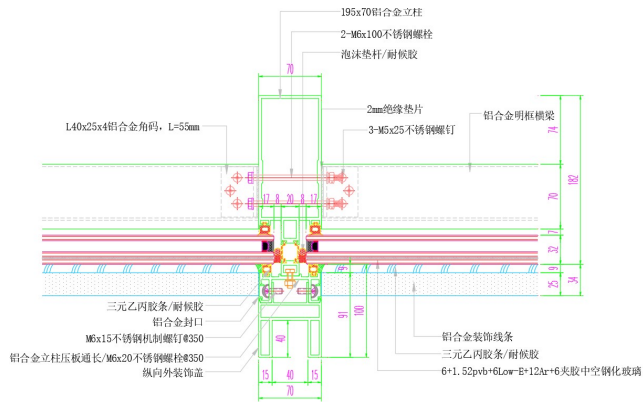 195x70铝合金立柱
2-M6x100不锈钢螺栓
泡沫垫杆/耐候胶
70
2mm绝缘垫片
铝合金明框横梁
L40x25x4铝合金角码，L=55mm
3-M5x25不锈钢螺钉
74
182
70
17 8 20 8 17
7
32
9
9
25
34
三元乙丙胶条/耐候胶
铝合金封口
M6x15不锈钢机制螺钉@350
铝合金立柱压板通长/M6x20不锈钢螺栓@350
纵向外装饰盖
40
91
100
铝合金装饰线条
三元乙丙胶条/耐候胶
6+1.52pvb+6Low-E+12Ar+6夹胶中空钢化玻璃
15 40 15
70